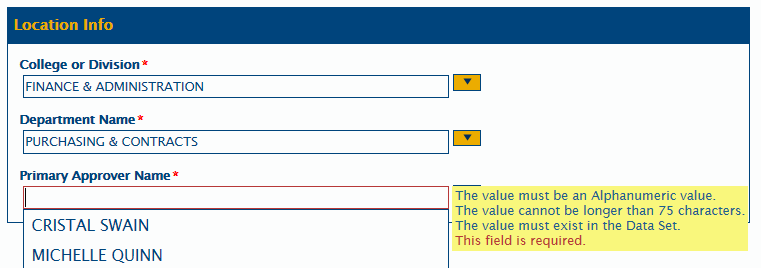 Location Info
College or Division*
FINANCE & ADMINISTRATION
Department Name*
PURCHASING & CONTRACTS
Primary Approver Name*
The value must be an Alphanumeric value.
The value cannot be longer than 75 characters.
The value must exist in the Data Set.
This field is required.
CRISTAL SWAIN
MICHELLE QUINN